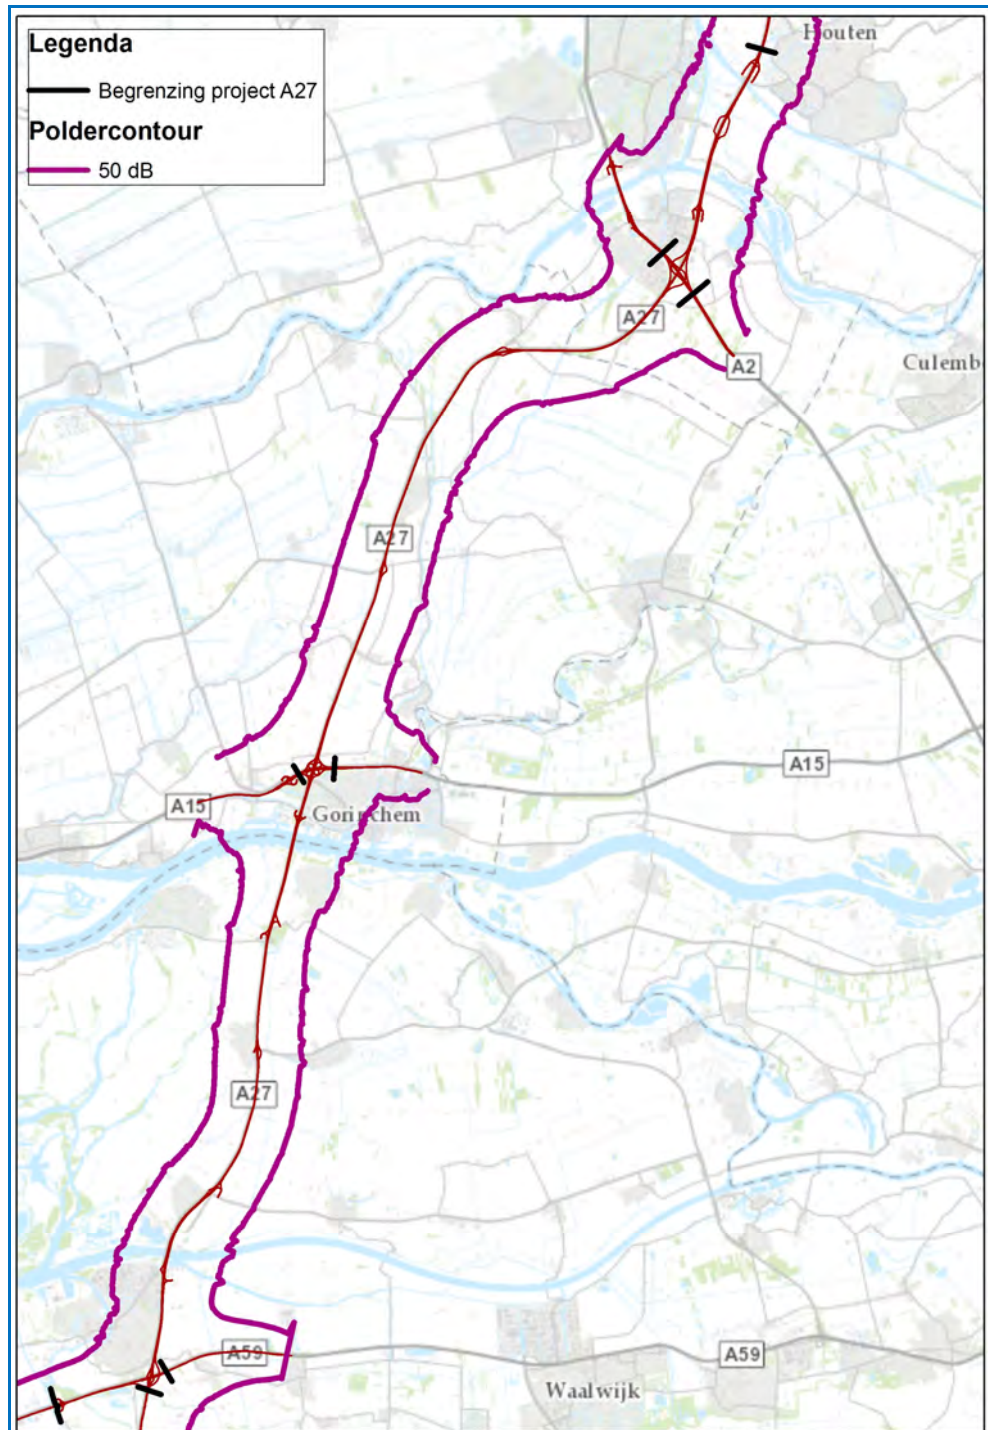 Legenda
Begrenzing project A27
Poldercontour
50 dB
Houten
A27
A2
Culemb
A27
A15
A15
Gorinchem
A27
A59
A59
Waalwijk